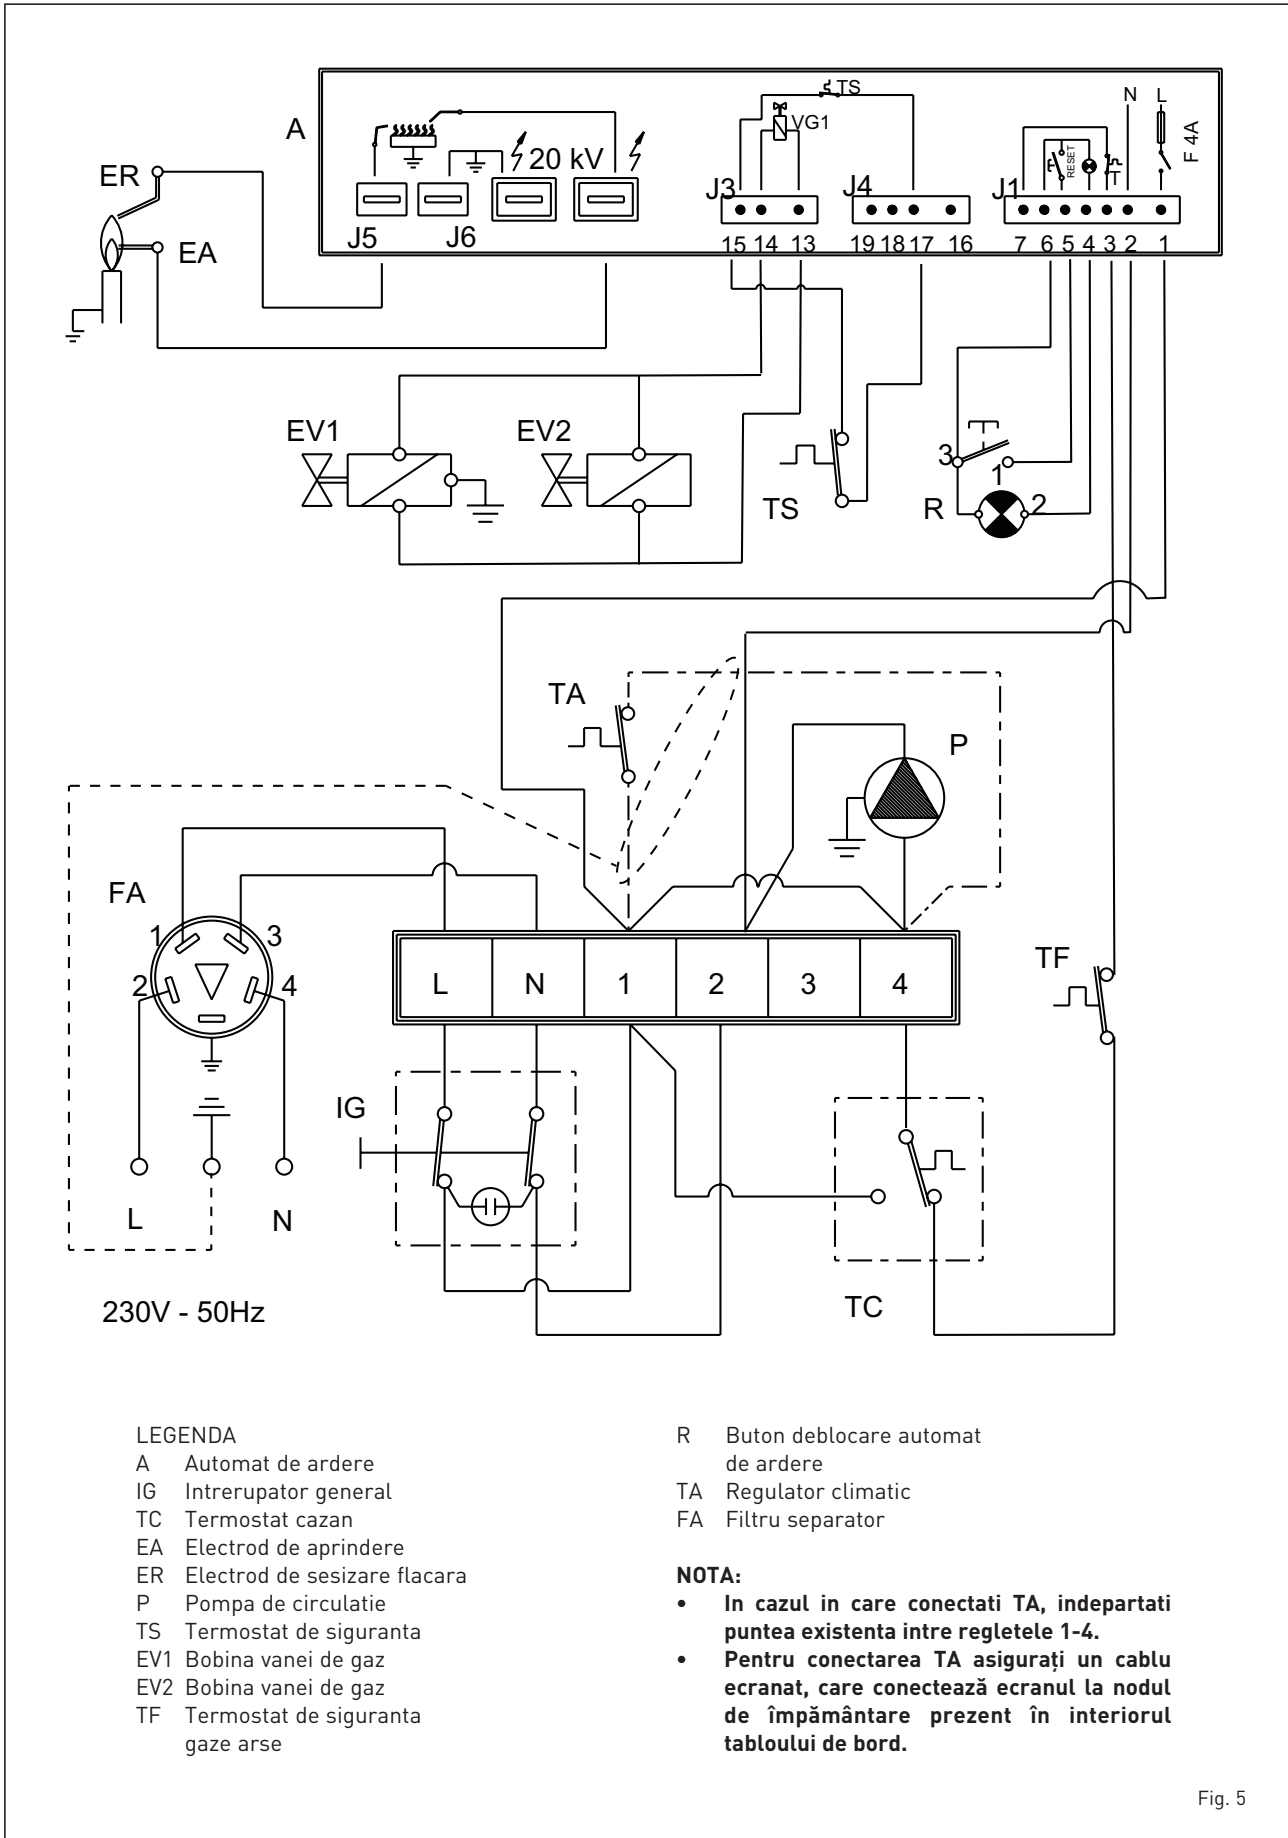 A
TS
VG1
N L
F 4A
RESET
20 kV
ER
J5 J6
J3 J4 J1
EA
15 14 13 19 18 17 16 7 6 5 4 3 2 1
EV1 EV2
TS
3 1
R 2
TA
P
FA
1 3
2 4
L N 1 2 3 4
TF
IG
L N
TC
230V - 50Hz
LEGENDA
A Automat de ardere
IG Intrerupator general
TC Termostat cazan
EA Electrod de aprindere
ER Electrod de sesizare flacara
P Pompa de circulatie
TS Termostat de siguranta
EV1 Bobina vanei de gaz
EV2 Bobina vanei de gaz
TF Termostat de siguranta
gaze arse
R Buton deblocare automat
de ardere
TA Regulator climatic
FA Filtru separator
NOTA:
• In cazul in care conectati TA, indepartati
puntea existenta intre regletele 1-4.
• Pentru conectarea TA asigurați un cablu
ecranat, care conectează ecranul la nodul
de împământare prezent în interiorul
tabloului de bord.
Fig. 5